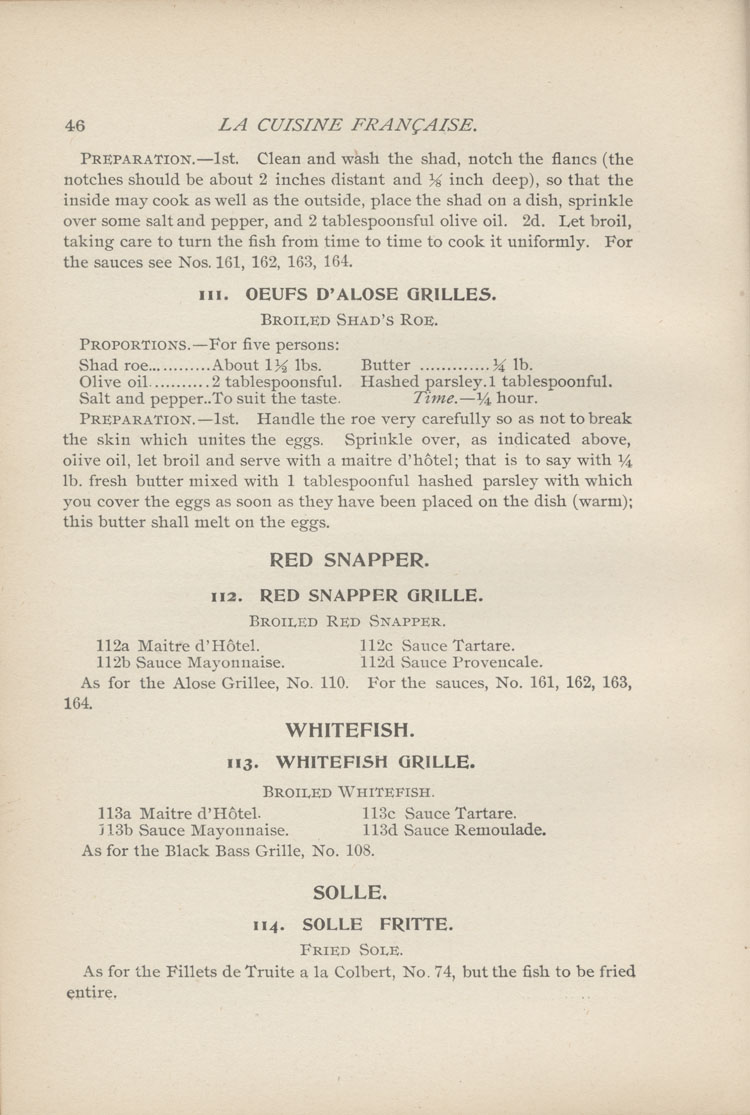 46 LA CUISINE FRANÇAISE.
PREPARATION.—1st. Clean and wash the shad, notch the flancs (the
notches should be about 2 inches distant and ⅛ inch deep), so that the
inside may cook as well as the outside, place the shad on a dish, sprinkle
over some salt and pepper, and 2 tablespoonsful olive oil. 2d. Let broil,
taking care to turn the fish from time to time to cook it uniformly. For
the sauces see Nos. 161, 162, 163, 164.
111. OEUFS D'ALOSE GRILLES.
BROILED SHAD'S ROE.
PROPORTIONS.—For five persons:
Shad roe............About 1½ lbs. Butter .............¼ lb.
Olive oil...........2 tablespoonsful. Hashed parsley.1 tablespoonful.
Salt and pepper..To suit the taste. Time.—¼ hour.
PREPARATION.—1st. Handle the roe very carefully so as not to break
the skin which unites the eggs. Sprinkle over, as indicated above,
olive oil, let broil and serve with a maitre d'hôtel; that is to say with ¼
lb. fresh butter mixed with 1 tablespoonful hashed parsley with which
you cover the eggs as soon as they have been placed on the dish (warm);
this butter shall melt on the eggs.
RED SNAPPER.
112. RED SNAPPER GRILLE.
BROILED RED SNAPPER.
112a Maitre d'Hôtel. 112c Sauce Tartare.
112b Sauce Mayonnaise. 112d Sauce Provencale.
As for the Alose Grillee, No. 110. For the sauces, No. 161, 162, 163,
164.
WHITEFISH.
113. WHITEFISH GRILLE.
BROILED WHITEFISH.
113a Maitre d'Hôtel. 113c Sauce Tartare.
113b Sauce Mayonnaise. 113d Sauce Remoulade.
As for the Black Bass Grille, No. 108.
SOLLE.
114. SOLLE FRITTE.
FRIED SOLE.
As for the Fillets de Truite a la Colbert, No. 74, but the fish to be fried
entire.